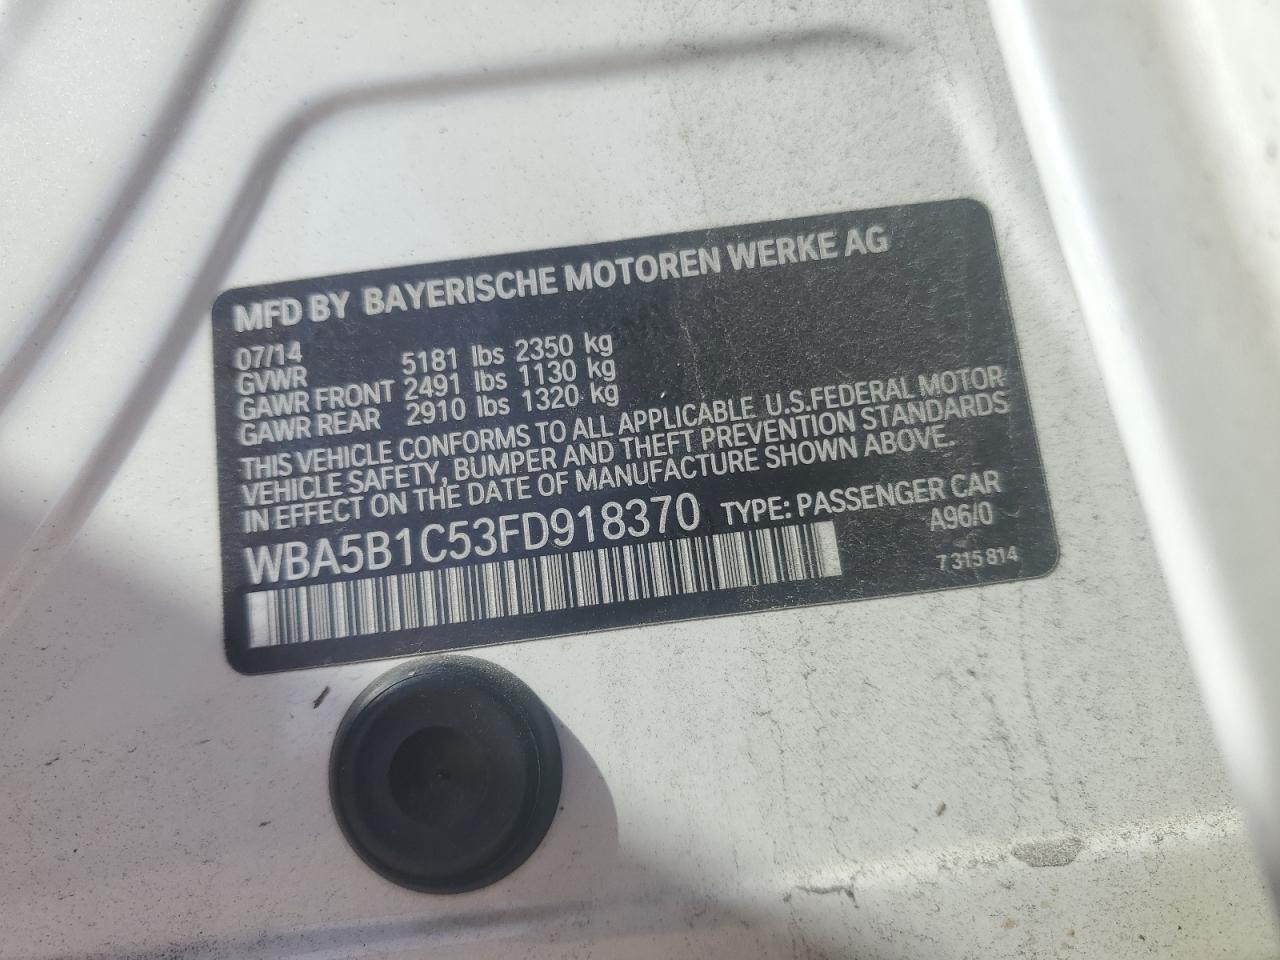 MFD BY BAYERISCHE MOTOREN WERKE AG
07/14
GVWR 5181 lbs 2350 kg
GAWR FRONT 2491 lbs 1130 kg
GAWR REAR 2910 lbs 1320 kg
THIS VEHICLE CONFORMS TO ALL APPLICABLE U.S.FEDERAL MOTOR
VEHICLE SAFETY, BUMPER AND THEFT PREVENTION STANDARDS
IN EFFECT ON THE DATE OF MANUFACTURE SHOWN ABOVE.
WBA5B1C53FD918370 TYPE: PASSENGER CAR
A96/0
7 315 814